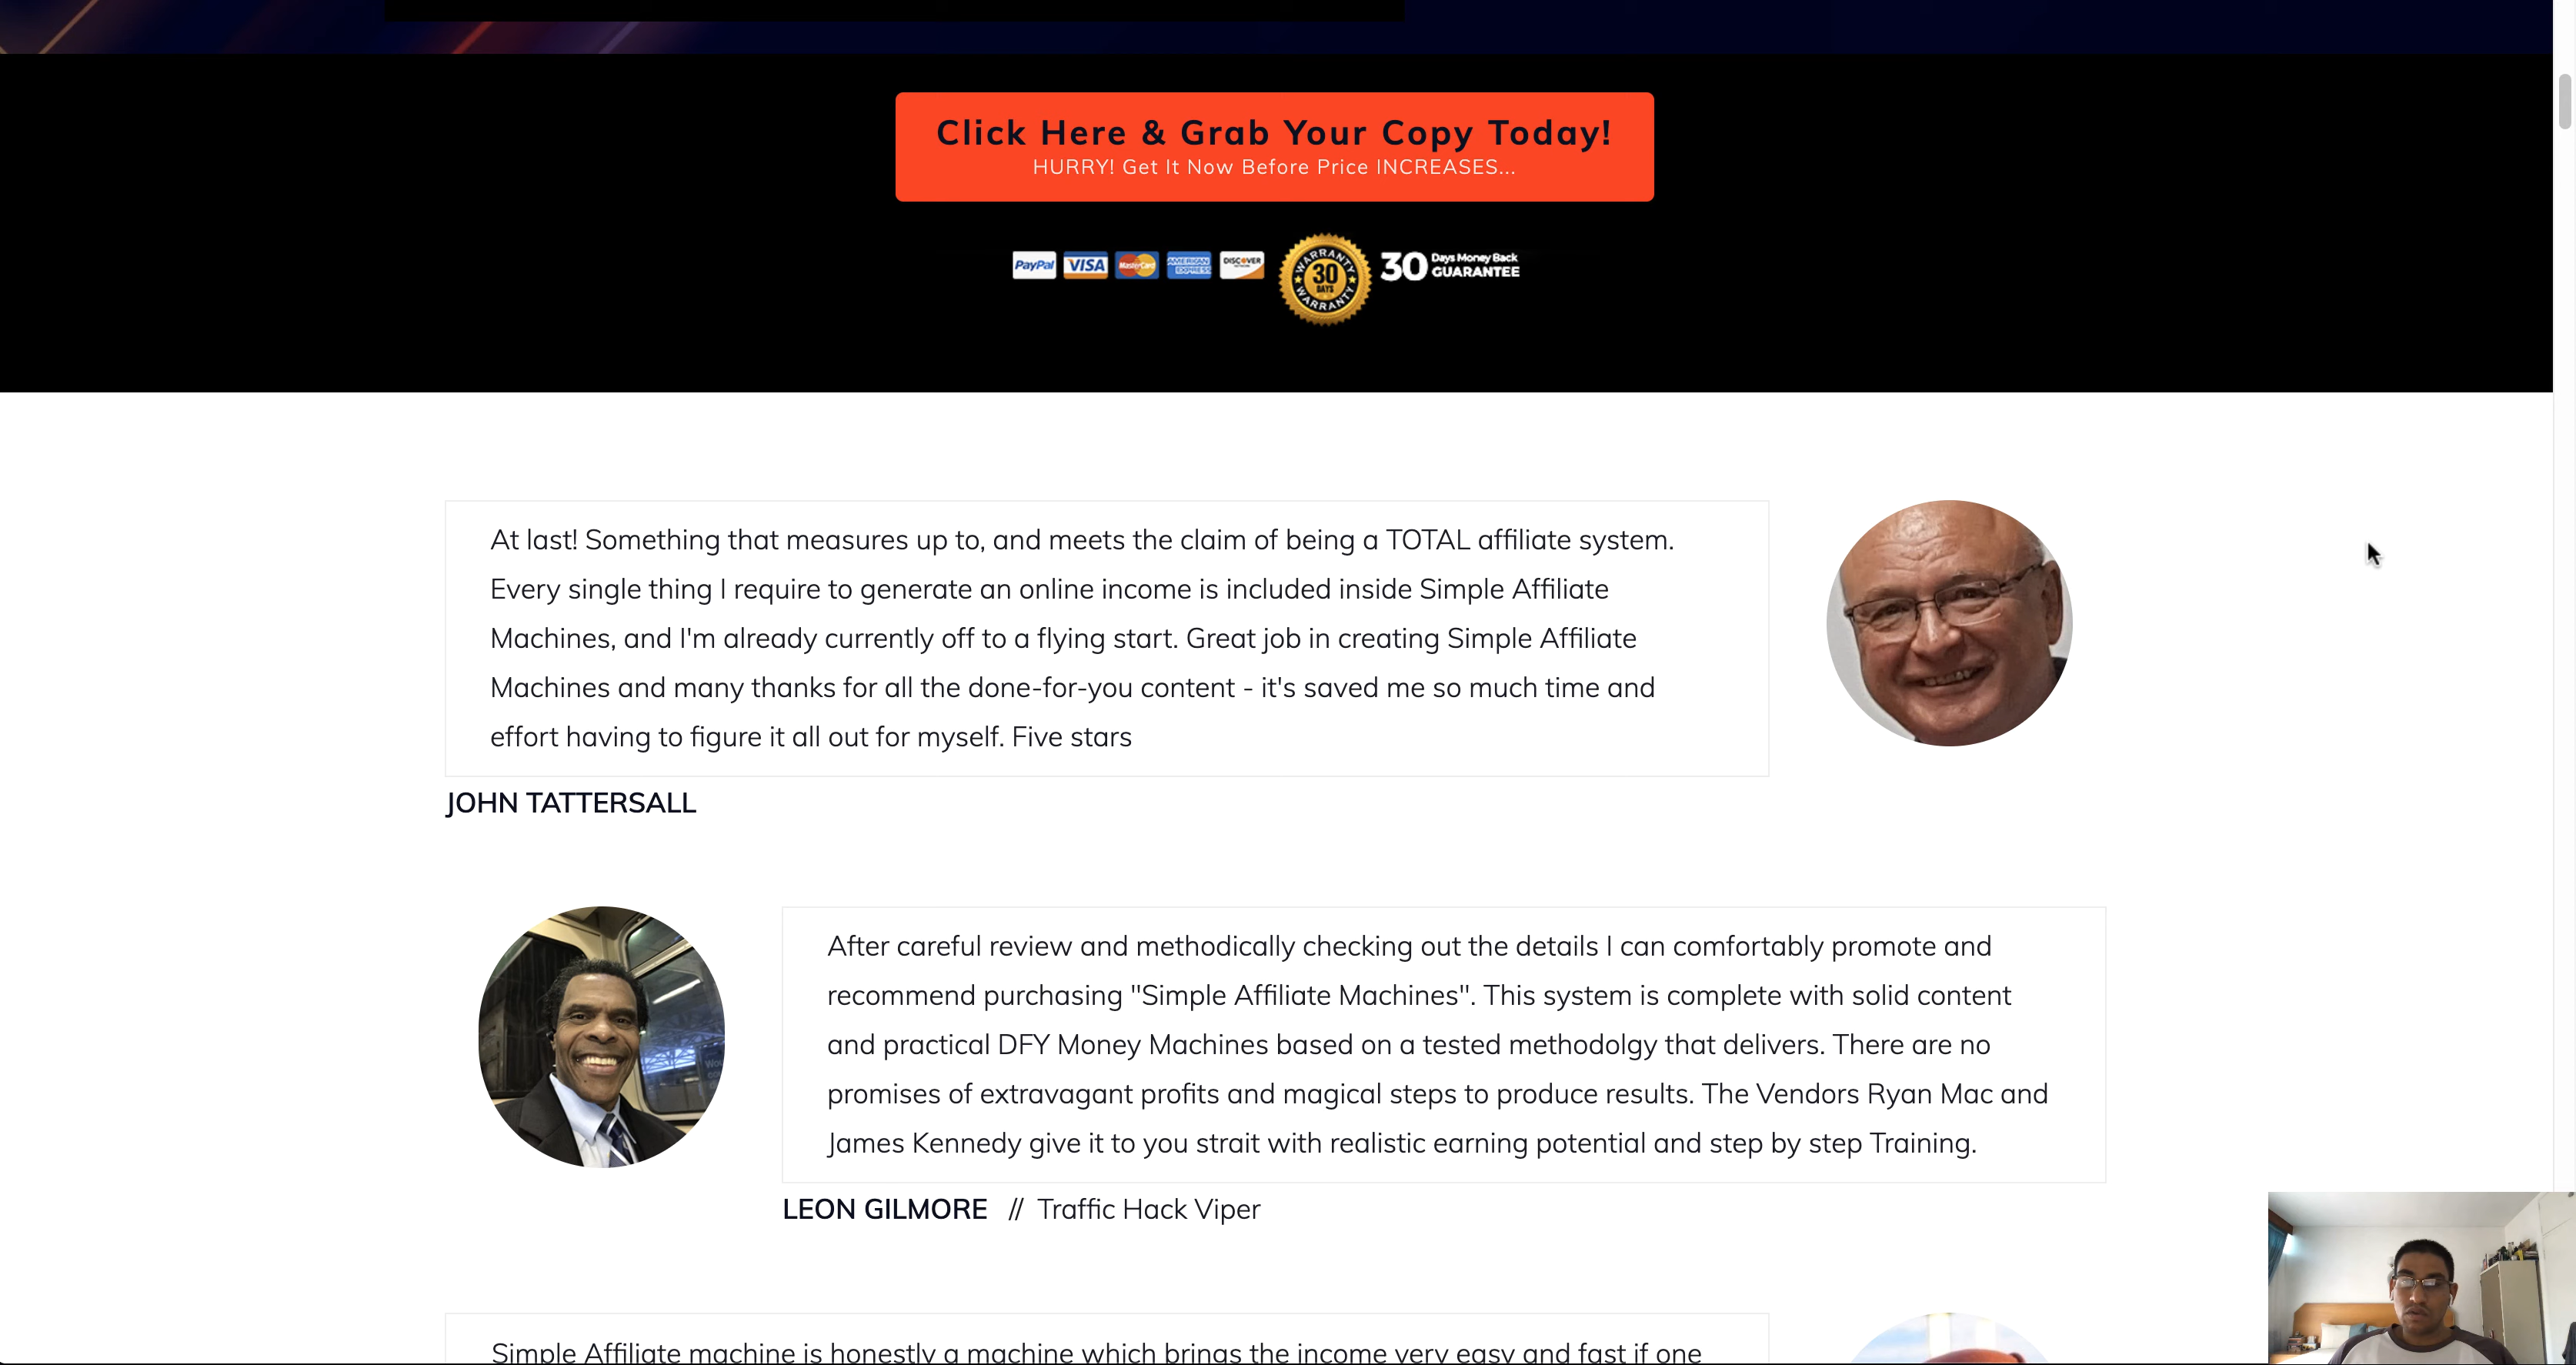 Click Here & Grab Your Copy Today!
HURRY! Get It Now Before Price INCREASES...
PayPal VISA MasterCard AMERICAN EXPRESS DISCOVER
WARRANTY 30 DAYS WARRANTY
30 Days Money Back GUARANTEE
At last! Something that measures up to, and meets the claim of being a TOTAL affiliate system.
Every single thing I require to generate an online income is included inside Simple Affiliate
Machines, and I'm already currently off to a flying start. Great job in creating Simple Affiliate
Machines and many thanks for all the done-for-you content - it's saved me so much time and
effort having to figure it all out for myself. Five stars
JOHN TATTERSALL
After careful review and methodically checking out the details I can comfortably promote and
recommend purchasing "Simple Affiliate Machines". This system is complete with solid content
and practical DFY Money Machines based on a tested methodolgy that delivers. There are no
promises of extravagant profits and magical steps to produce results. The Vendors Ryan Mac and
James Kennedy give it to you strait with realistic earning potential and step by step Training.
LEON GILMORE // Traffic Hack Viper
Simple Affiliate machine is honestly a machine which brings the income very easy and fast if one